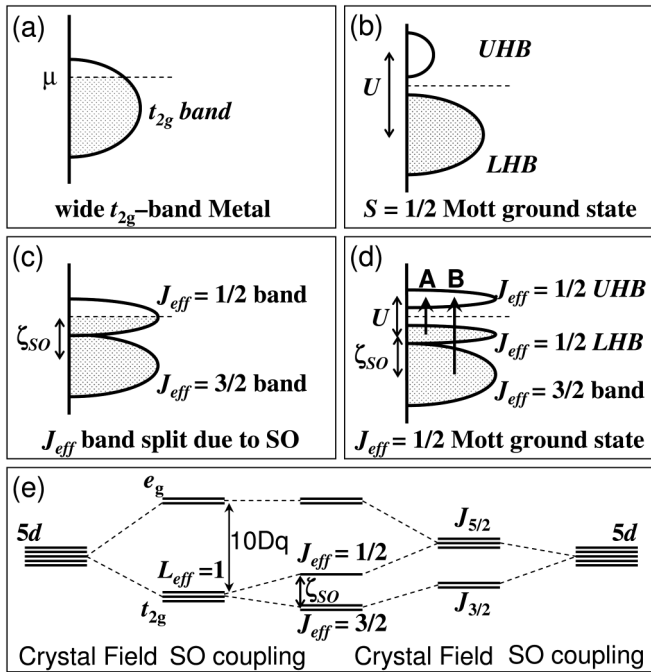 (a)
μ
t2g band
wide t2g–band Metal
(b)
UHB
U
LHB
S = 1/2 Mott ground state
(c)
Jeff = 1/2 band
ζSO
Jeff = 3/2 band
Jeff band split due to SO
(d)
A B
Jeff = 1/2 UHB
U
Jeff = 1/2 LHB
ζSO
Jeff = 3/2 band
Jeff = 1/2 Mott ground state
(e)
eg
5d
10Dq
J5/2
5d
Leff =1
Jeff = 1/2
ζSO
t2g
Jeff = 3/2
J3/2
Crystal Field SO coupling Crystal Field SO coupling